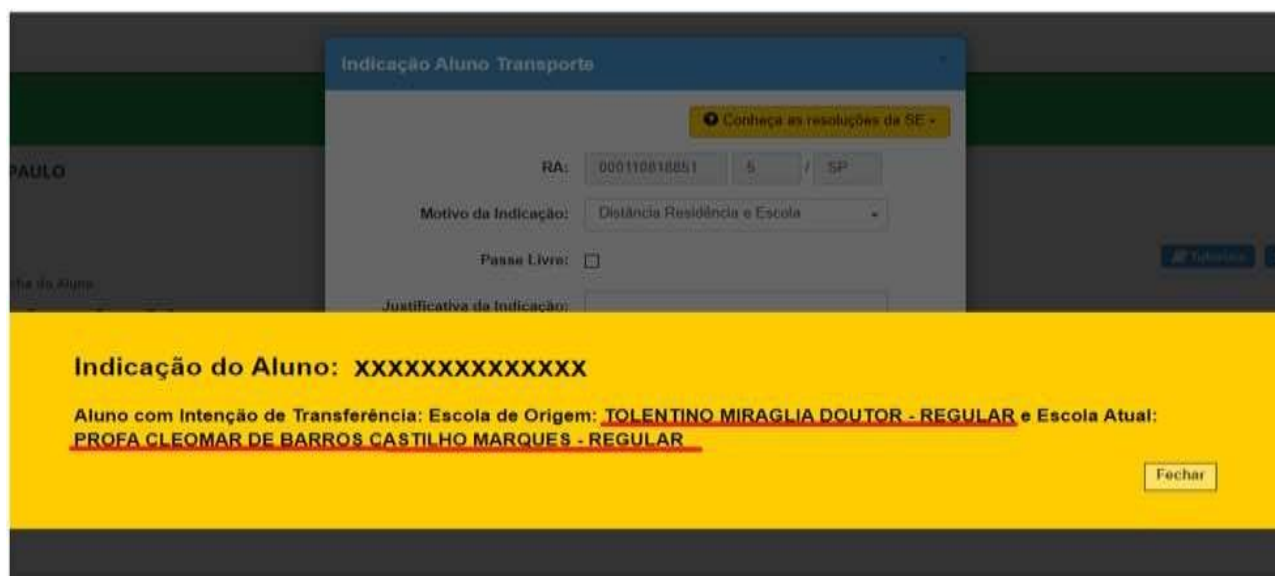 Indicação Aluno Transporte
Conheça as resoluções da SE
PAULO
RA: 000110818851 5 / SP
Motivo da Indicação: Distância Residência e Escola
Passe Livre:
Tutoriais
Justificativa da Indicação:
Indicação do Aluno: XXXXXXXXXXXXXX
Aluno com Intenção de Transferência: Escola de Origem: TOLENTINO MIRAGLIA DOUTOR - REGULAR e Escola Atual:
PROFA CLEOMAR DE BARROS CASTILHO MARQUES - REGULAR
Fechar